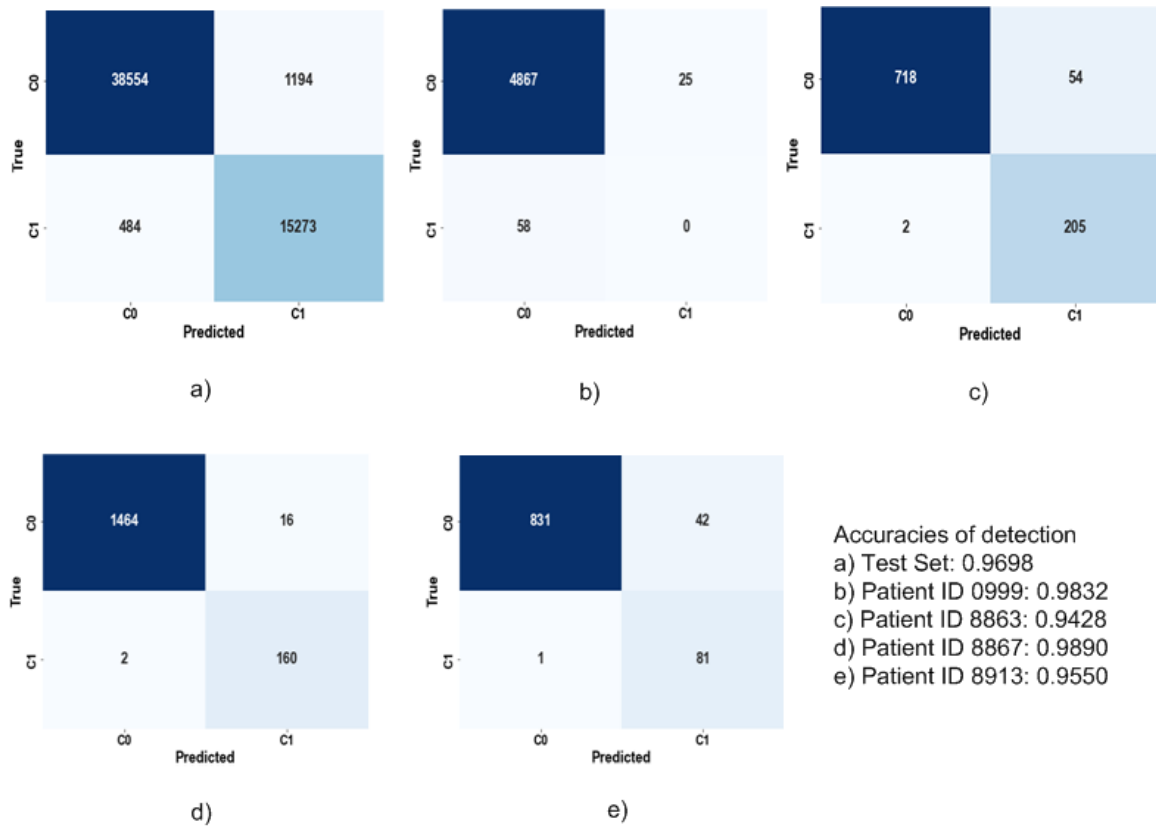 C0
38554 1194
True
C1
484 15273
C0 C1
Predicted
a)
C0
4867 25
True
C1
58 0
C0 C1
Predicted
b)
C0
718 54
True
C1
2 205
C0 C1
Predicted
c)
C0
1464 16
True
C1
2 160
C0 C1
Predicted
d)
C0
831 42
True
C1
1 81
C0 C1
Predicted
e)
Accuracies of detection
a) Test Set: 0.9698
b) Patient ID 0999: 0.9832
c) Patient ID 8863: 0.9428
d) Patient ID 8867: 0.9890
e) Patient ID 8913: 0.9550